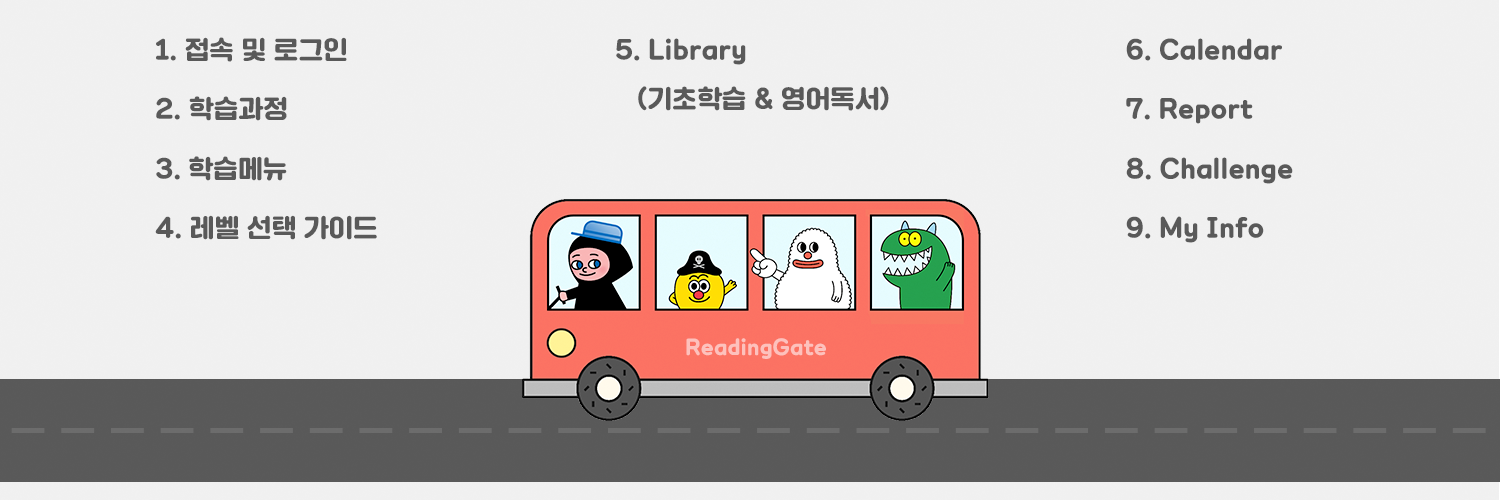 1. 접속 및 로그인
2. 학습과정
3. 학습메뉴
4. 레벨 선택 가이드
5. Library
(기초학습 & 영어독서)
6. Calendar
7. Report
8. Challenge
9. My Info
ReadingGate